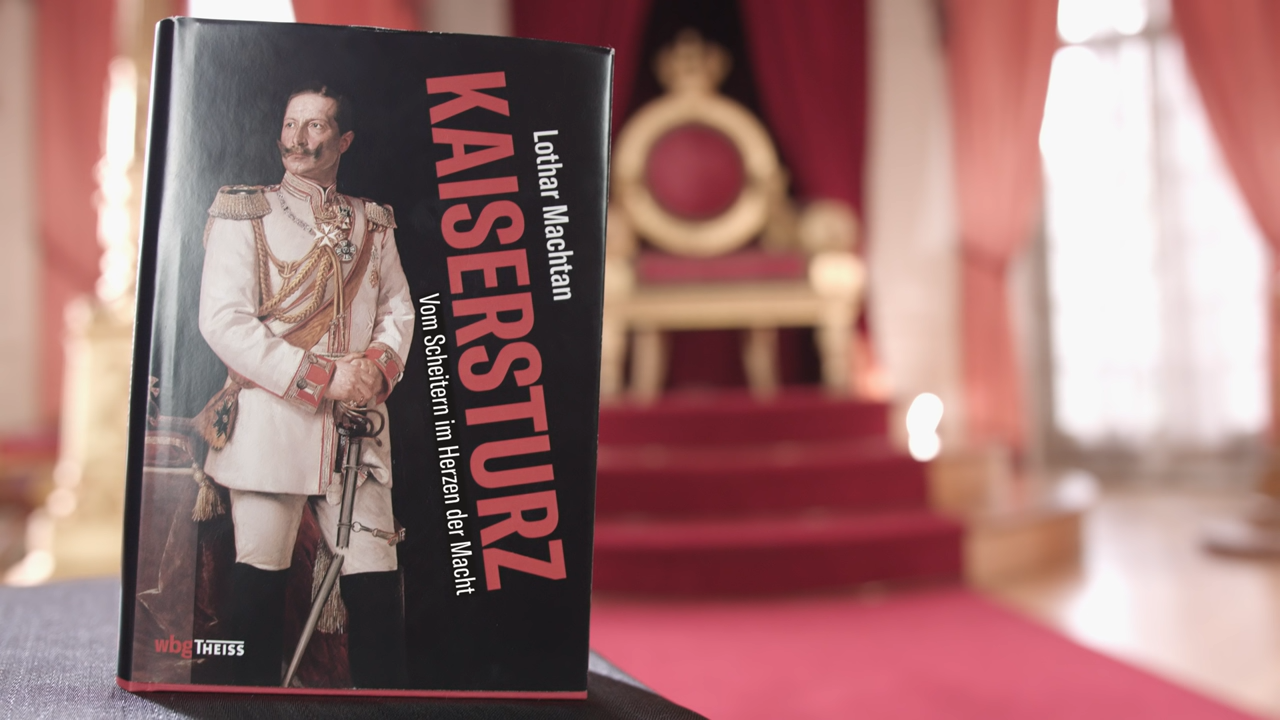 Lothar Machtan
KAISERSTURZ
Vom Scheitern im Herzen der Macht
wbg THEISS